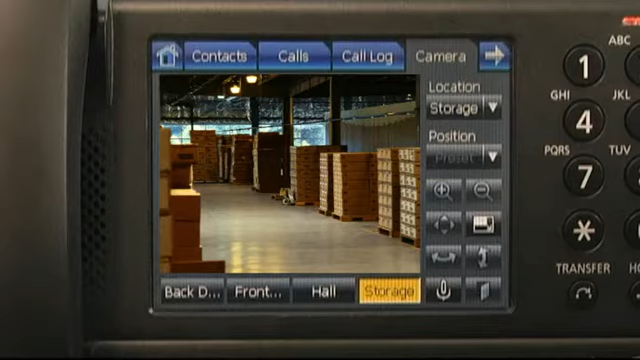 Contacts Calls Call Log Camera
Location
Storage
Position
Preset
Back D... Front... Hall Storage
ABC
1
GHI JKL
4
PQRS TUV
7
*
TRANSFER HO